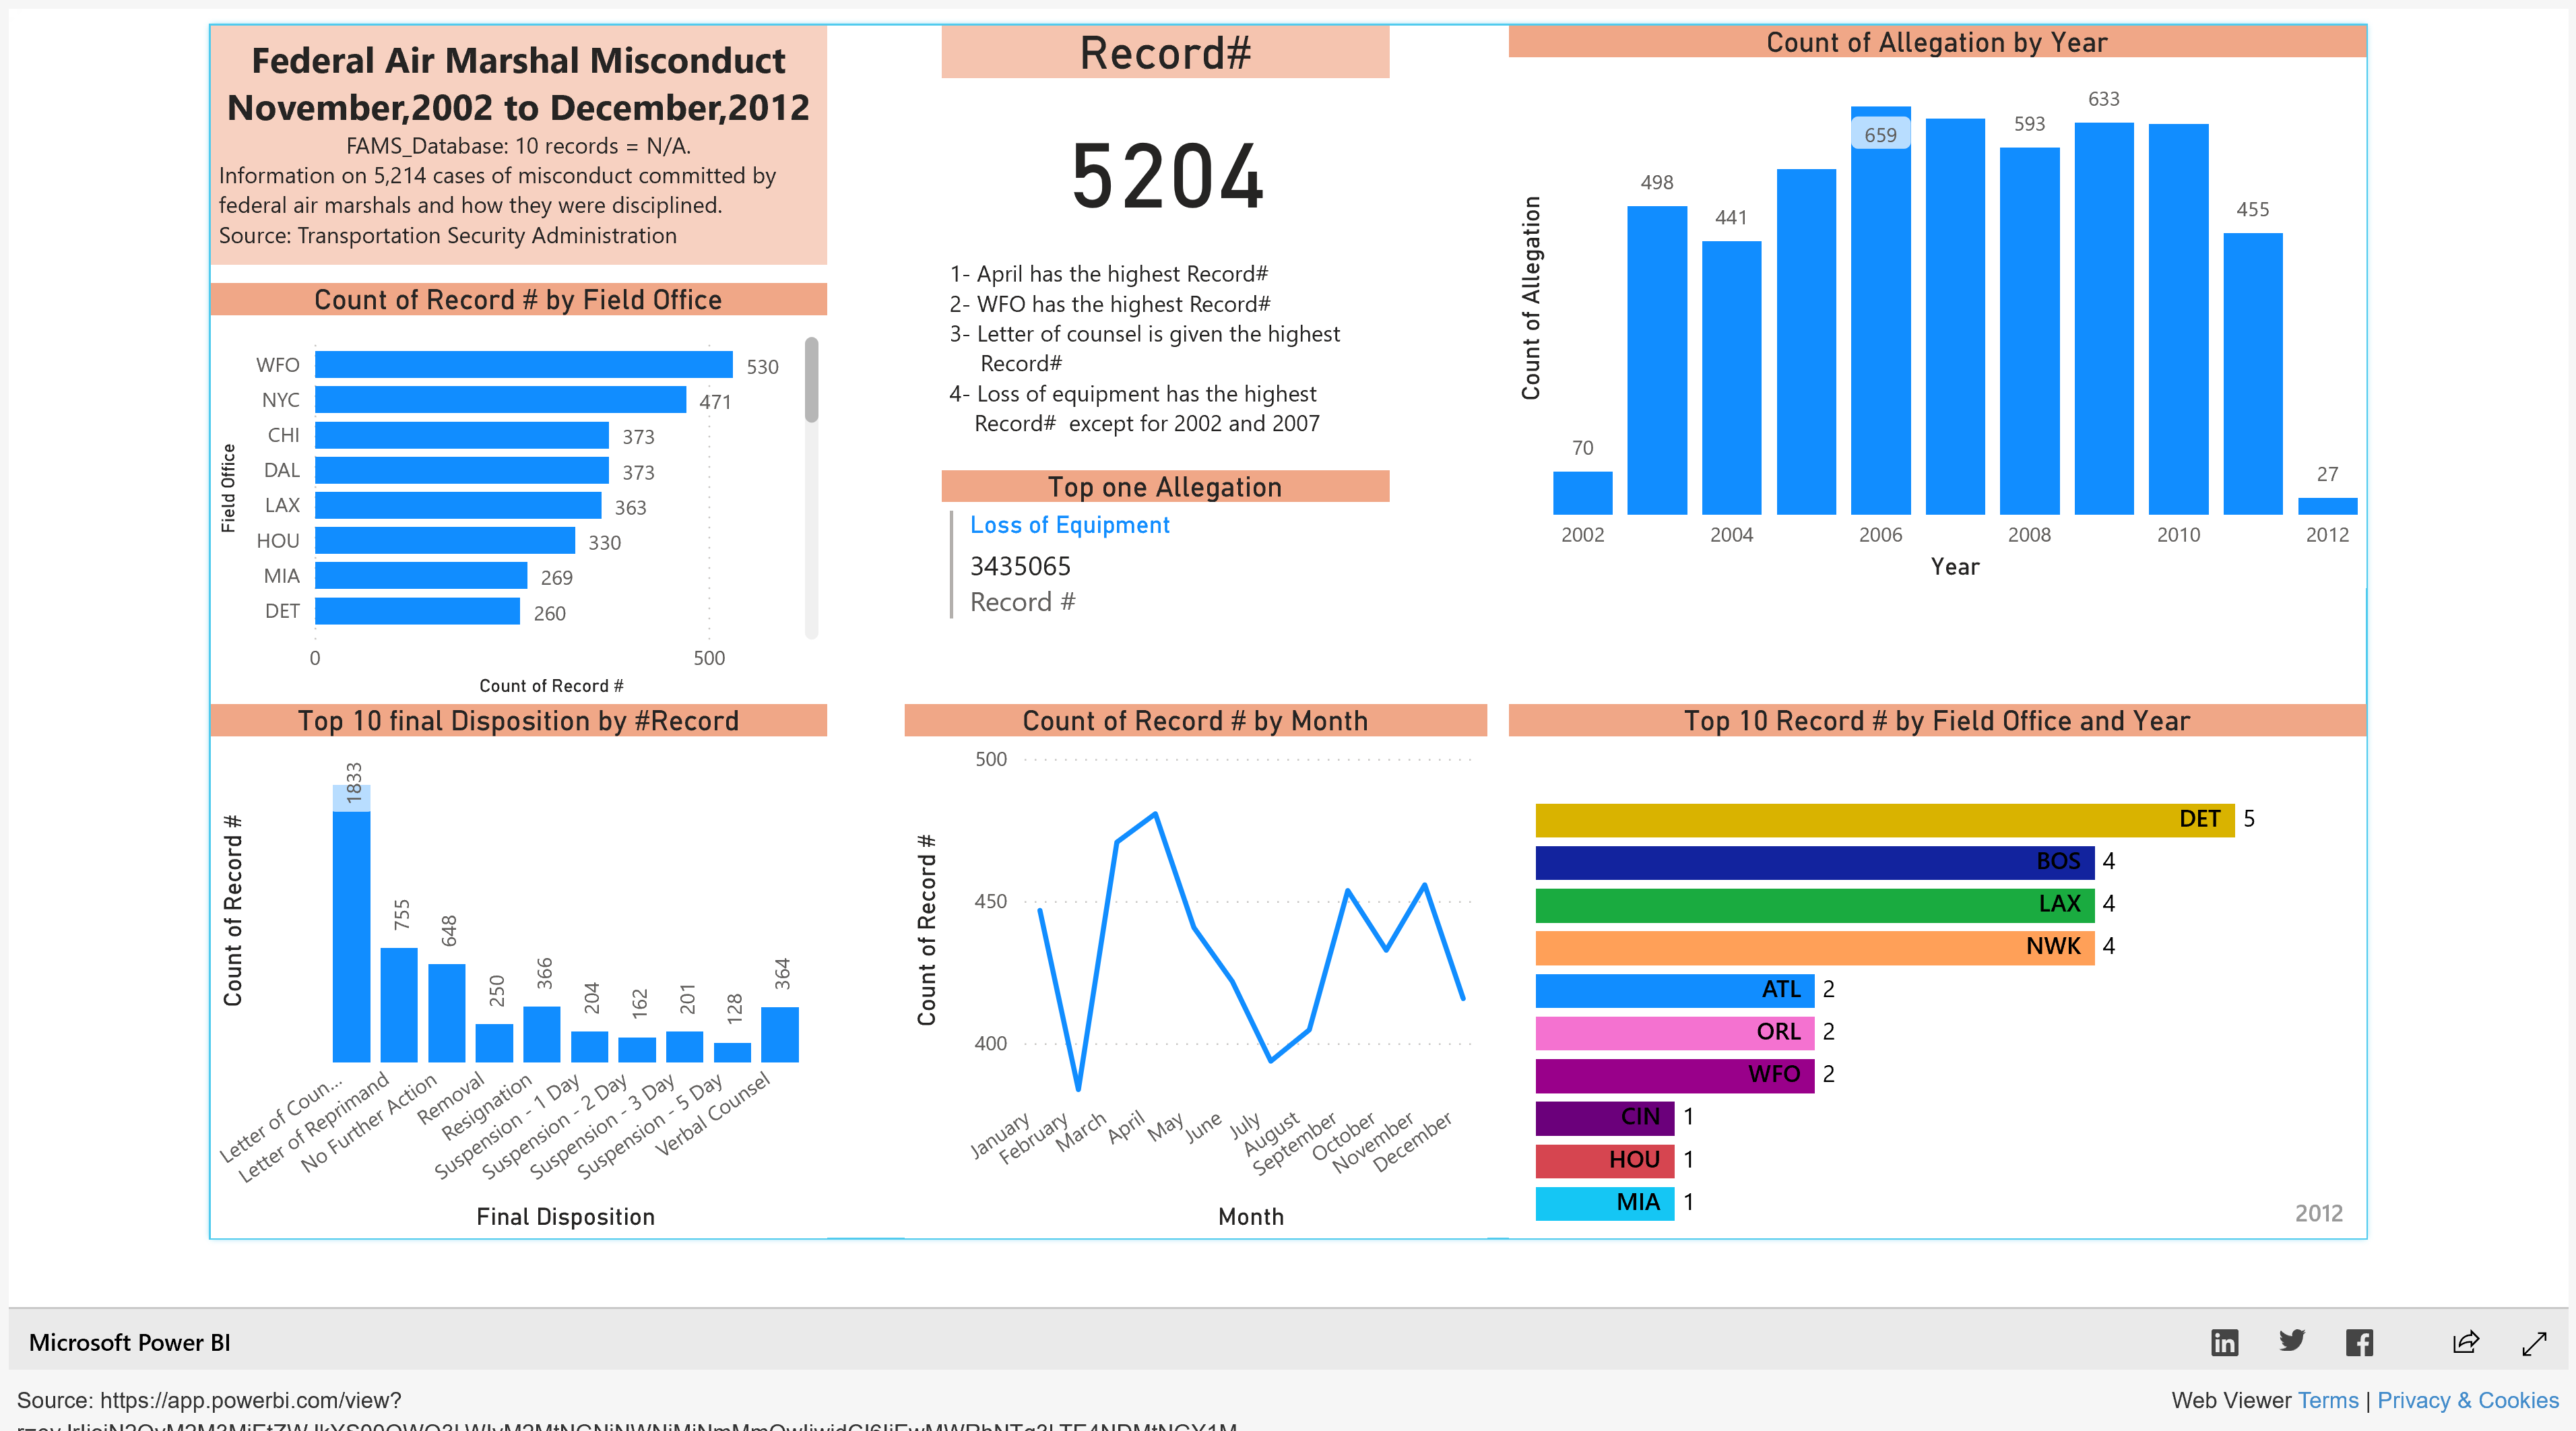 Federal Air Marshal Misconduct
November,2002 to December,2012
FAMS_Database: 10 records = N/A.
Information on 5,214 cases of misconduct committed by
federal air marshals and how they were disciplined.
Source: Transportation Security Administration
Count of Record # by Field Office
Field Office
WFO 530
NYC 471
CHI 373
DAL 373
LAX 363
HOU 330
MIA 269
DET 260
0 500
Count of Record #
Record#
5204
1- April has the highest Record#
2- WFO has the highest Record#
3- Letter of counsel is given the highest
Record#
4- Loss of equipment has the highest
Record# except for 2002 and 2007
Top one Allegation
Loss of Equipment
3435065
Record #
Count of Allegation by Year
Count of Allegation
70 498 441 659 593 633 455 27
2002 2004 2006 2008 2010 2012
Year
Top 10 final Disposition by #Record
Count of Record #
1833 755 648 250 366 204 162 201 128 364
Letter of Coun...
Letter of Reprimand
No Further Action
Removal
Resignation
Suspension - 1 Day
Suspension - 2 Day
Suspension - 3 Day
Suspension - 5 Day
Verbal Counsel
Final Disposition
Count of Record # by Month
Count of Record #
500
450
400
January
February
March
April
May
June
July
August
September
October
November
December
Month
Top 10 Record # by Field Office and Year
DET 5
BOS 4
LAX 4
NWK 4
ATL 2
ORL 2
WFO 2
CIN 1
HOU 1
MIA 1
2012
Microsoft Power BI
Source: https://app.powerbi.com/view?
Web Viewer Terms | Privacy & Cookies